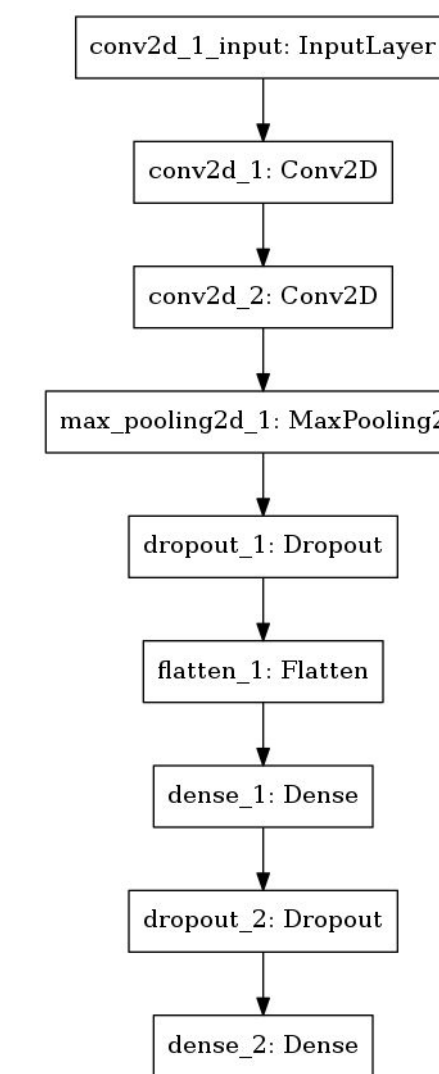 conv2d_1_input: InputLayer
conv2d_1: Conv2D
conv2d_2: Conv2D
max_pooling2d_1: MaxPooling2
dropout_1: Dropout
flatten_1: Flatten
dense_1: Dense
dropout_2: Dropout
dense_2: Dense